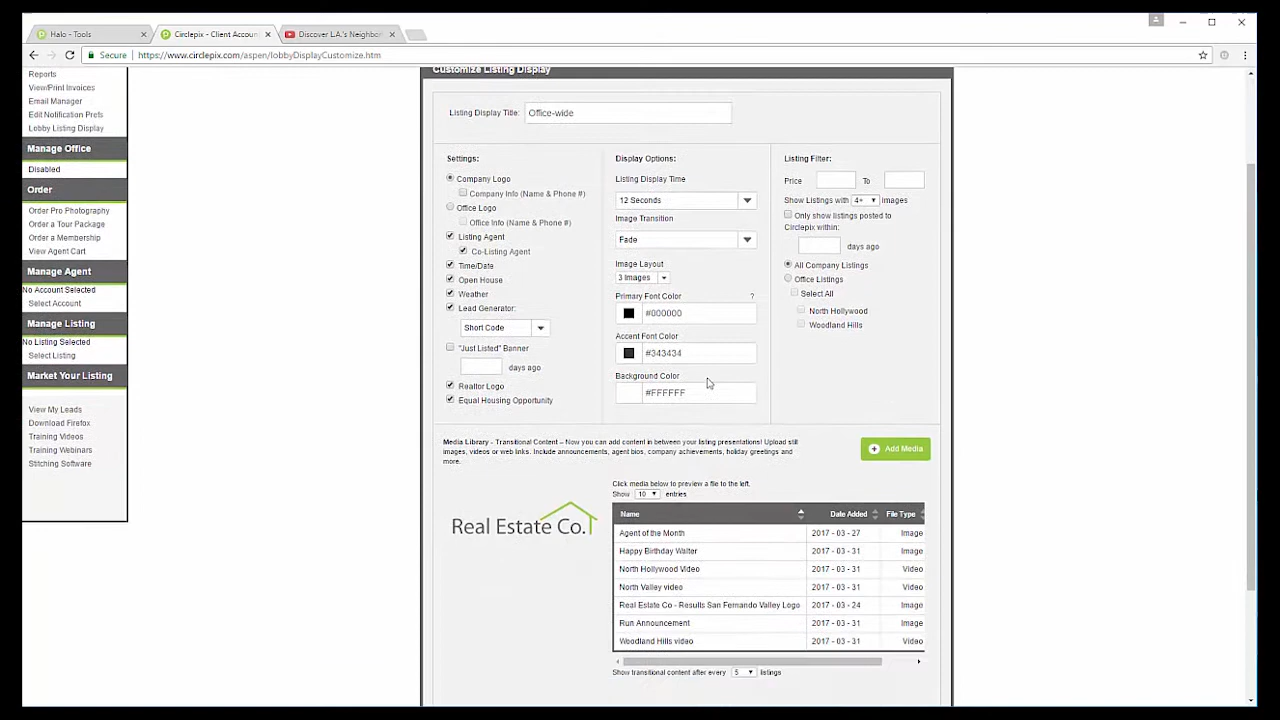 Halo - Tools
Circlepix - Client Accoun
Discover L.A.'s Neighbor
Secure
https://www.circlepix.com/aspen/lobbyDisplayCustomize.htm
Reports
View/Print Invoices
Email Manager
Edit Notification Prefs
Lobby Listing Display
Manage Office
Disabled
Order
Order Pro Photography
Order a Tour Package
Order a Membership
View Agent Cart
Manage Agent
No Account Selected
Select Account
Manage Listing
No Listing Selected
Select Listing
Market Your Listing
View My Leads
Download Firefox
Training Videos
Training Webinars
Stitching Software
Customize Listing Display
Listing Display Title: Office-wide
Settings:
Company Logo
Company Info (Name & Phone #)
Office Logo
Office Info (Name & Phone #)
Listing Agent
Co-Listing Agent
Time/Date
Open House
Weather
Lead Generator:
Short Code
"Just Listed" Banner
days ago
Realtor Logo
Equal Housing Opportunity
Display Options:
Listing Display Time
12 Seconds
Image Transition
Fade
Image Layout
3 Images
Primary Font Color ?
#000000
Accent Font Color
#343434
Background Color
#FFFFFF
Listing Filter:
Price To
Show Listings with 4+ images
Only show listings posted to
Circlepix within:
days ago
All Company Listings
Office Listings
Select All
North Hollywood
Woodland Hills
Media Library - Transitional Content – Now you can add content in between your listing presentations! Upload still
images, videos or web links. Include announcements, agent bios, company achievements, holiday greetings and
more.
Add Media
Real Estate Co.
Click media below to preview a file to the left.
Show 10 entries
Name Date Added File Type
Agent of the Month 2017 - 03 - 27 Image
Happy Birthday Walter 2017 - 03 - 31 Image
North Hollywood Video 2017 - 03 - 31 Video
North Valley video 2017 - 03 - 31 Video
Real Estate Co - Results San Fernando Valley Logo 2017 - 03 - 24 Image
Run Announcement 2017 - 03 - 31 Image
Woodland Hills video 2017 - 03 - 31 Video
Show transitional content after every 5 listings